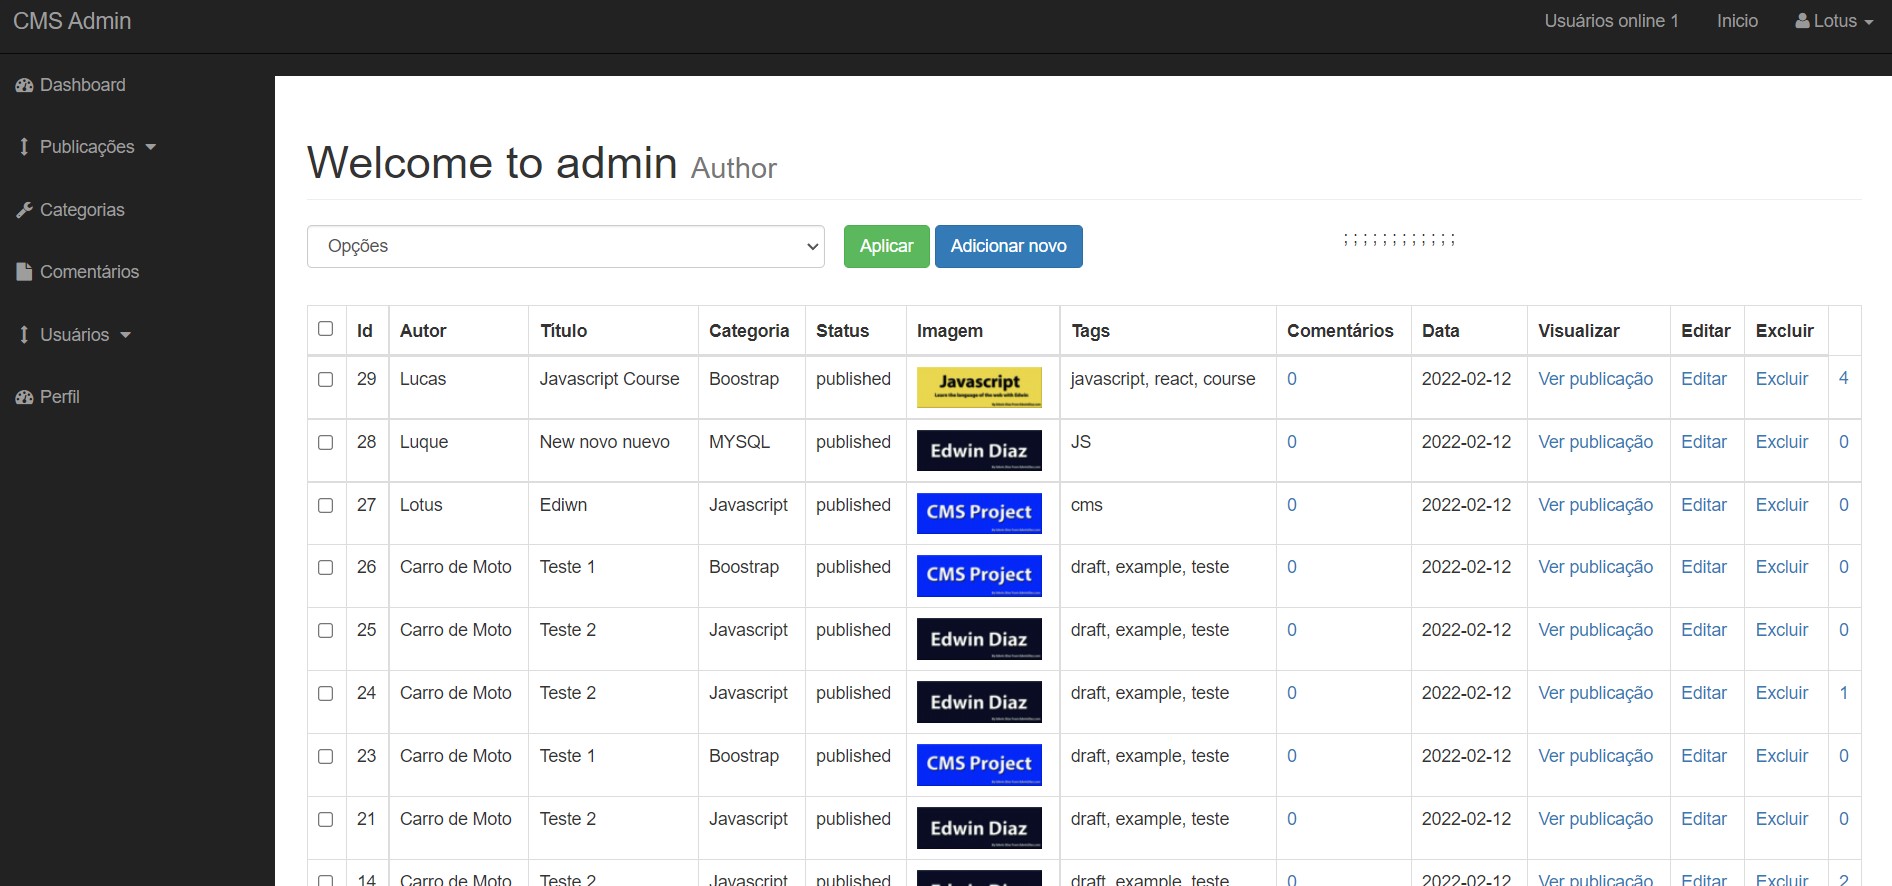 CMS Admin
Usuários online 1 Inicio Lotus
Dashboard
Publicações
Categorias
Comentários
Usuários
Perfil
Welcome to admin Author
Opções Aplicar Adicionar novo ; ; ; ; ; ; ; ; ; ; ; ;
Id Autor Título Categoria Status Imagem Tags Comentários Data Visualizar Editar Excluir
29 Lucas Javascript Course Boostrap published Javascript Learn the language of the web with Edwin javascript, react, course 0 2022-02-12 Ver publicação Editar Excluir 4
28 Luque New novo nuevo MYSQL published Edwin Diaz JS 0 2022-02-12 Ver publicação Editar Excluir 0
27 Lotus Ediwn Javascript published CMS Project cms 0 2022-02-12 Ver publicação Editar Excluir 0
26 Carro de Moto Teste 1 Boostrap published CMS Project draft, example, teste 0 2022-02-12 Ver publicação Editar Excluir 0
25 Carro de Moto Teste 2 Javascript published Edwin Diaz draft, example, teste 0 2022-02-12 Ver publicação Editar Excluir 0
24 Carro de Moto Teste 2 Javascript published Edwin Diaz draft, example, teste 0 2022-02-12 Ver publicação Editar Excluir 1
23 Carro de Moto Teste 1 Boostrap published CMS Project draft, example, teste 0 2022-02-12 Ver publicação Editar Excluir 0
21 Carro de Moto Teste 2 Javascript published Edwin Diaz draft, example, teste 0 2022-02-12 Ver publicação Editar Excluir 0
14 Carro de Moto Teste 2 Javascript published draft, example, teste 0 2022-02-12 Ver publicação Editar Excluir 2